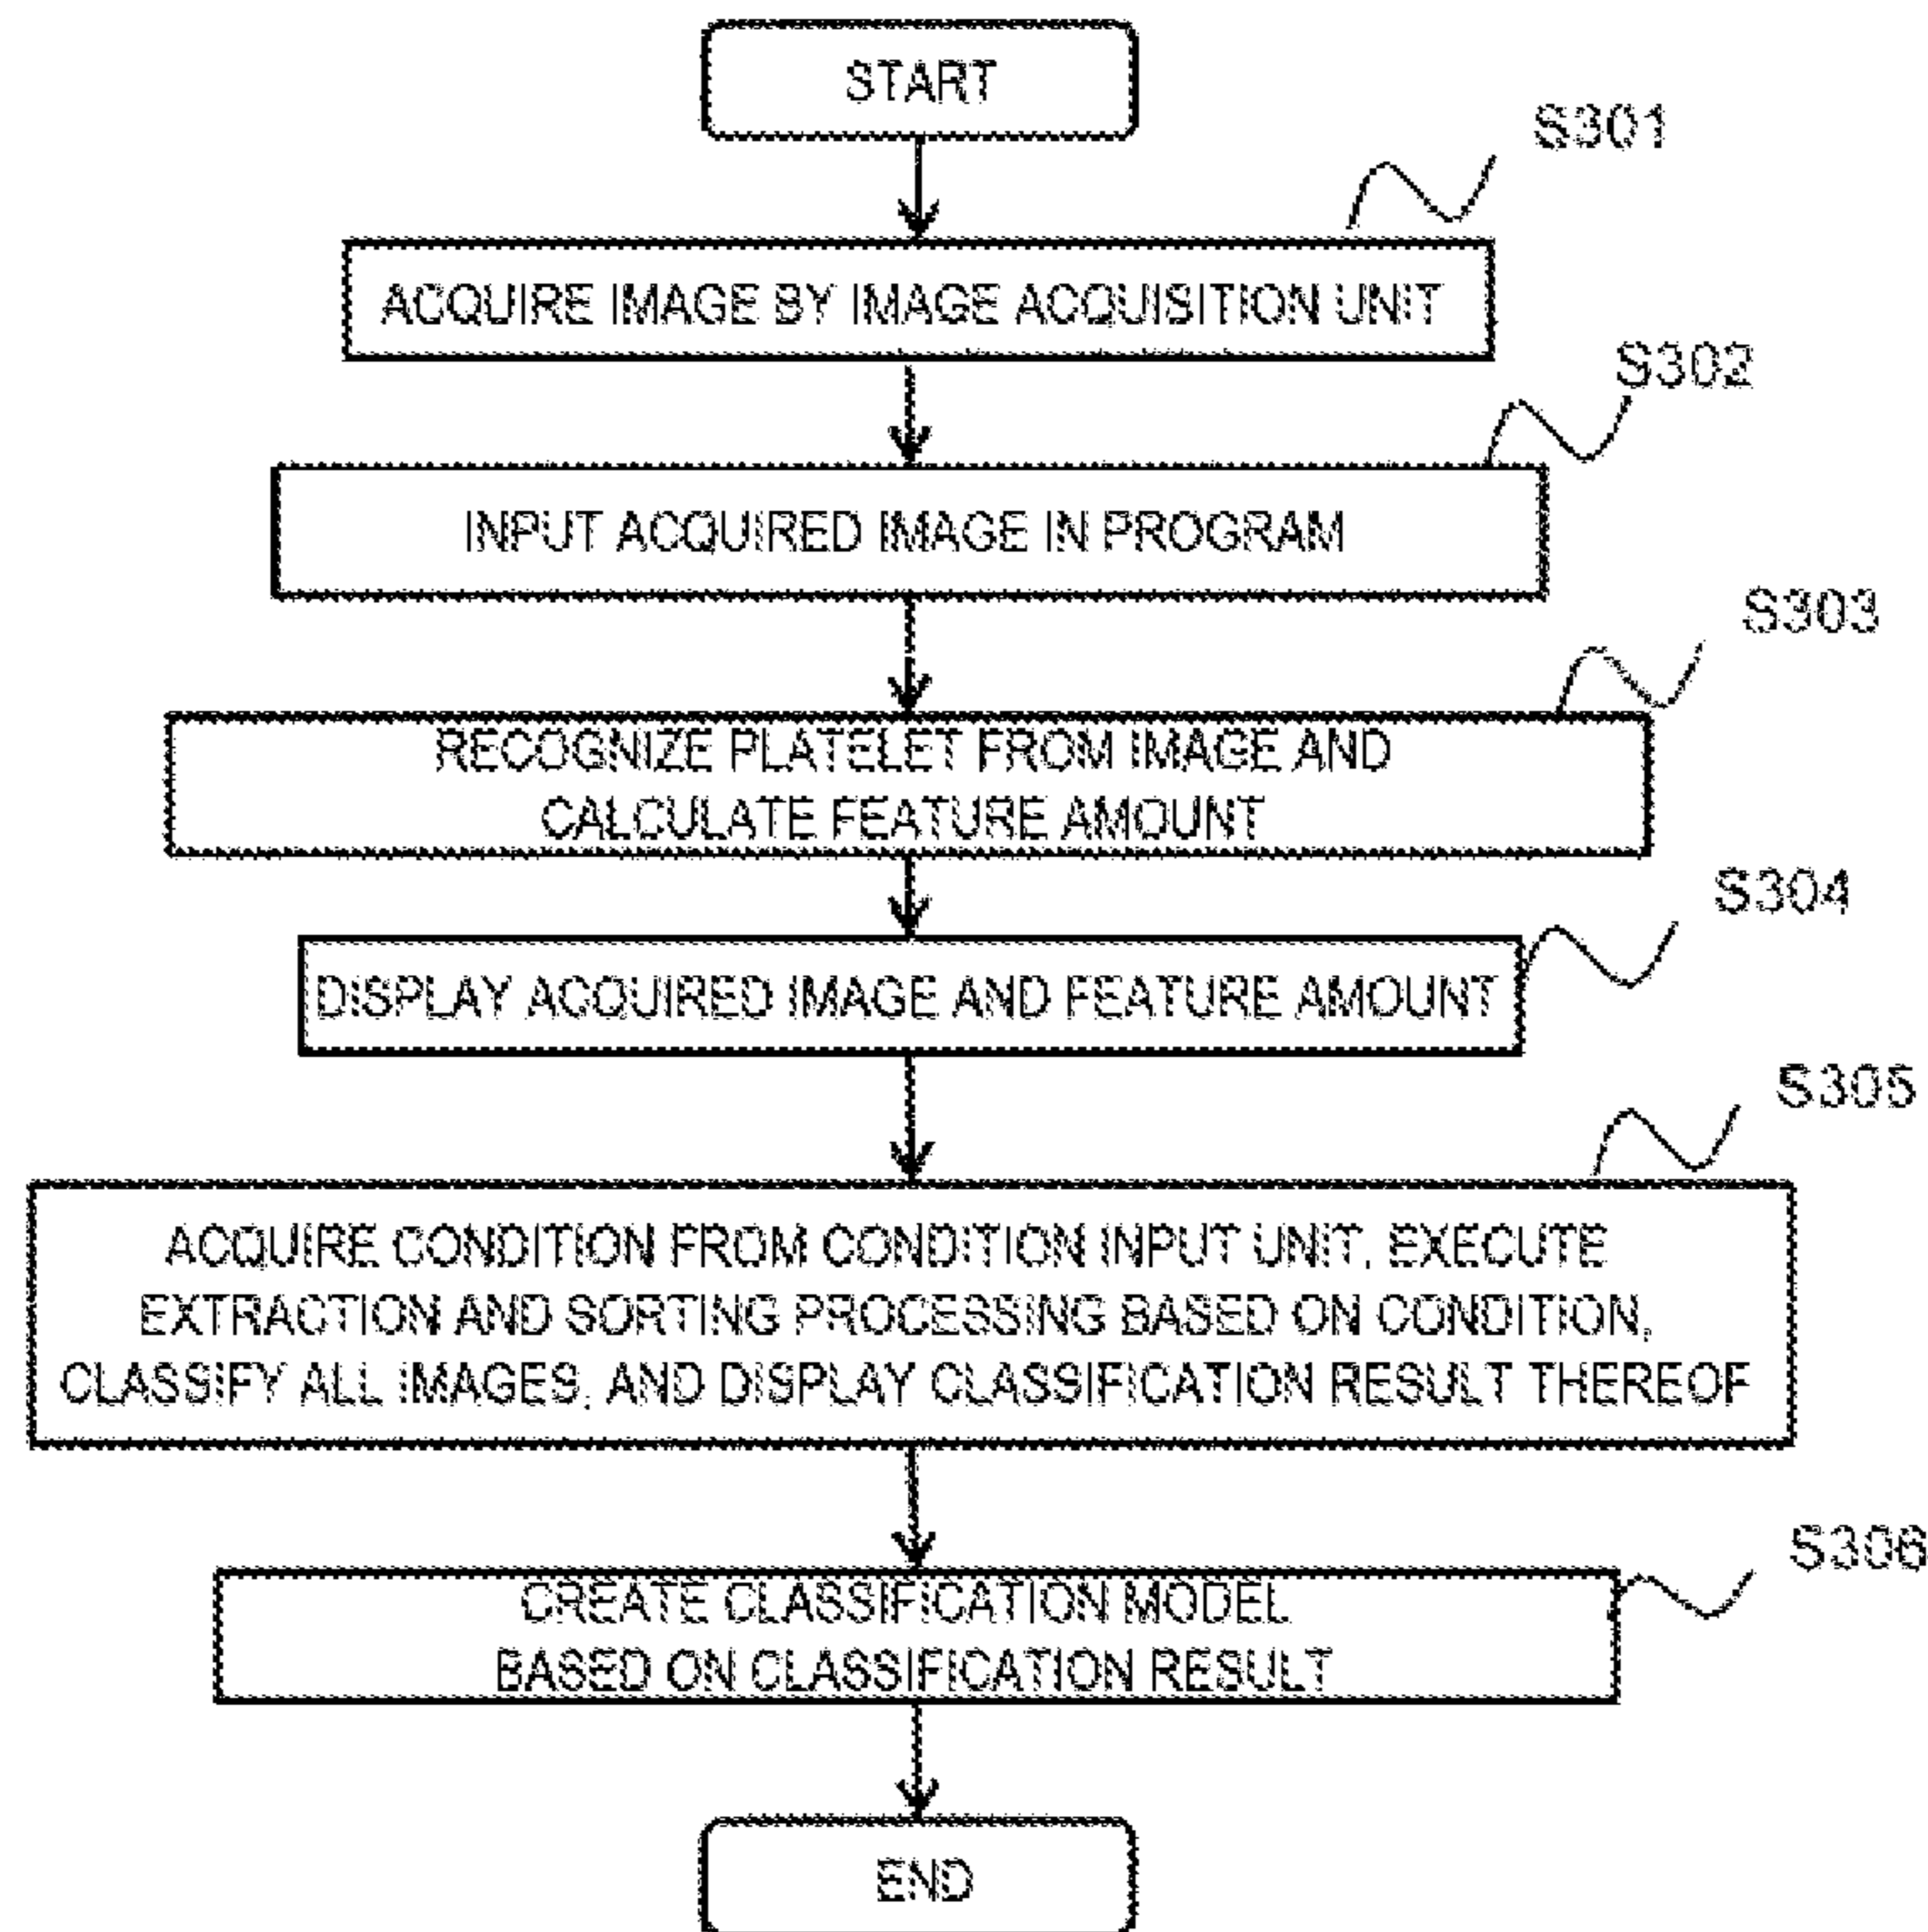 START
S301
ACQUIRE IMAGE BY IMAGE ACQUISITION UNIT
S302
INPUT ACQUIRED IMAGE IN PROGRAM
S303
RECOGNIZE PLATELET FROM IMAGE AND
CALCULATE FEATURE AMOUNT
S304
DISPLAY ACQUIRED IMAGE AND FEATURE AMOUNT
S305
ACQUIRE CONDITION FROM CONDITION INPUT UNIT, EXECUTE
EXTRACTION AND SORTING PROCESSING BASED ON CONDITION,
CLASSIFY ALL IMAGES, AND DISPLAY CLASSIFICATION RESULT THEREOF
S306
CREATE CLASSIFICATION MODEL
BASED ON CLASSIFICATION RESULT
END